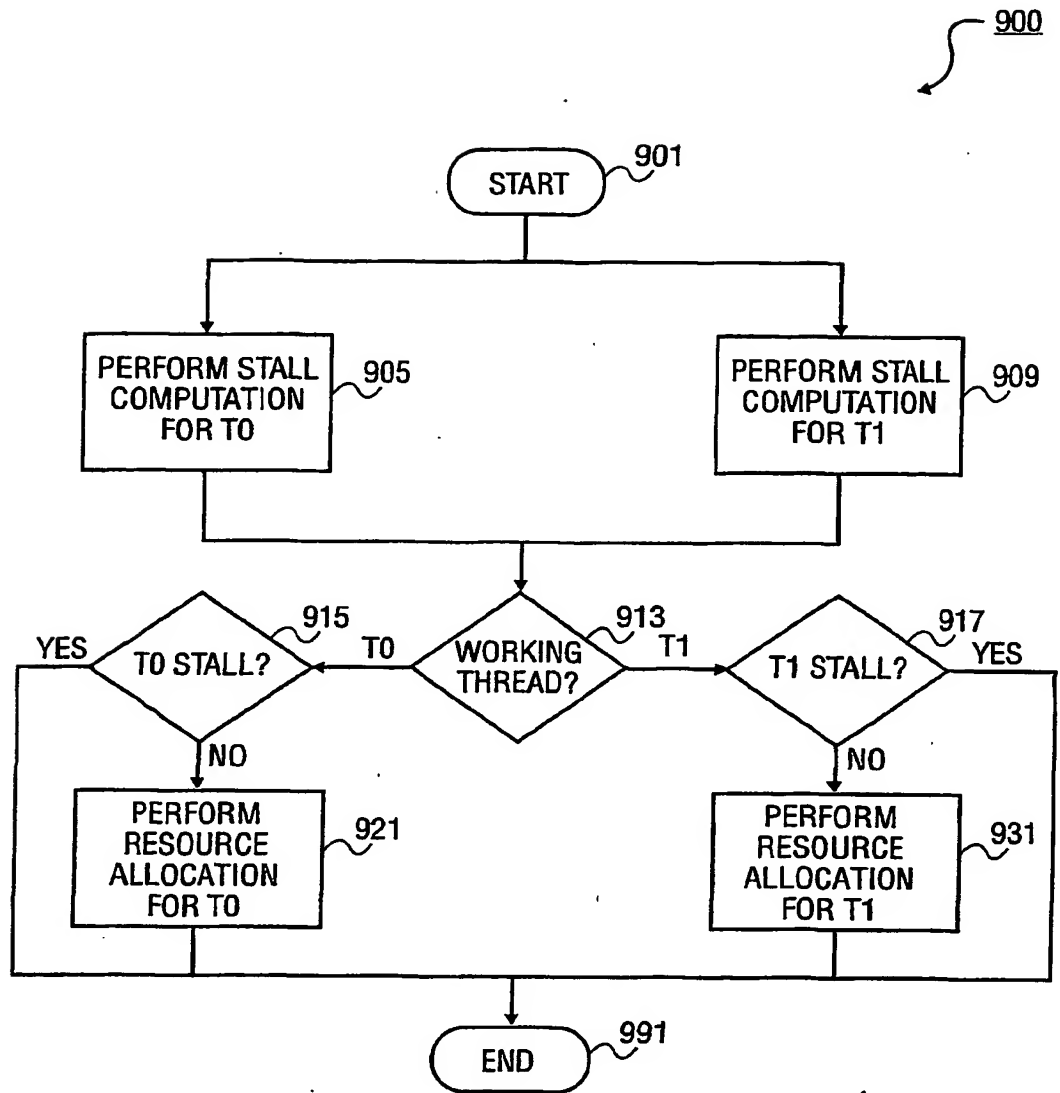 900
START
901
PERFORM STALL
COMPUTATION
FOR T0
905
PERFORM STALL
COMPUTATION
FOR T1
909
YES
T0 STALL?
915
T0
WORKING
THREAD?
913
T1
T1 STALL?
917
YES
NO
NO
PERFORM
RESOURCE
ALLOCATION
FOR T0
921
PERFORM
RESOURCE
ALLOCATION
FOR T1
931
END
991